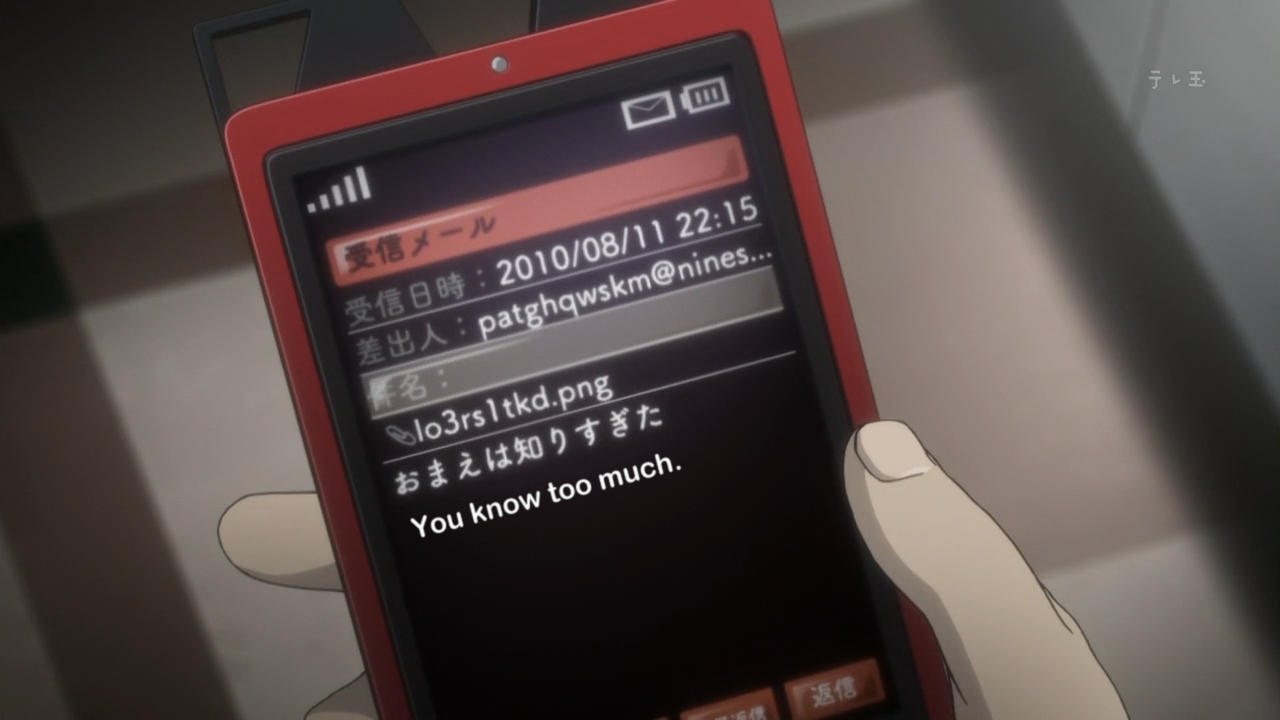 テレ玉
受信メール
受信日時：2010/08/11 22:15
差出人：patghqwskm@nines...
件名：
lo3rs1tkd.png
おまえは知りすぎた
You know too much.
返信
返信